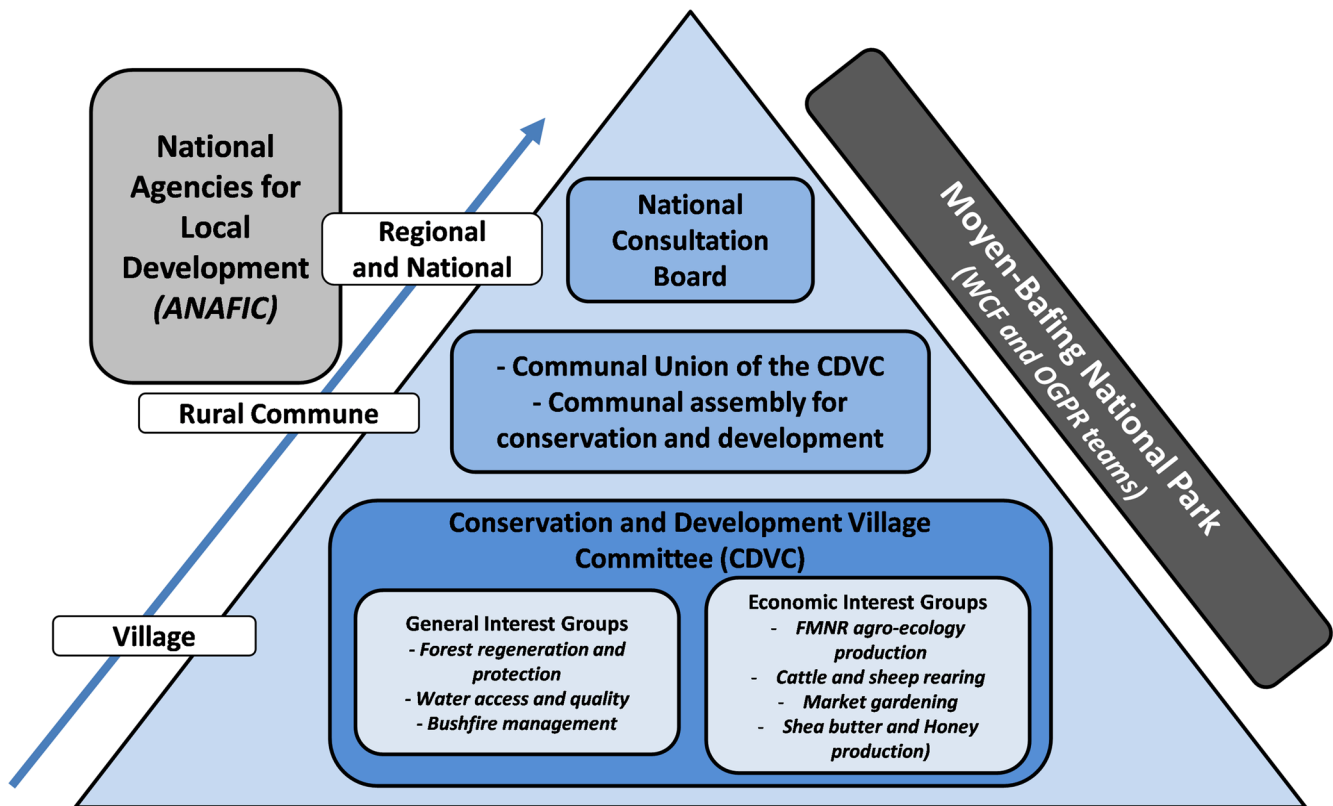 National
Agencies for
Local
Development
(ANAFIC)
Regional
and National
Rural Commune
Village
National
Consultation
Board
- Communal Union of the CDVC
- Communal assembly for
conservation and development
Conservation and Development Village
Committee (CDVC)
General Interest Groups
- Forest regeneration and
protection
- Water access and quality
- Bushfire management
Economic Interest Groups
- FMNR agro-ecology
production
- Cattle and sheep rearing
- Market gardening
- Shea butter and Honey
production)
Moyen-Bafing National Park
(WCF and OGPR teams)